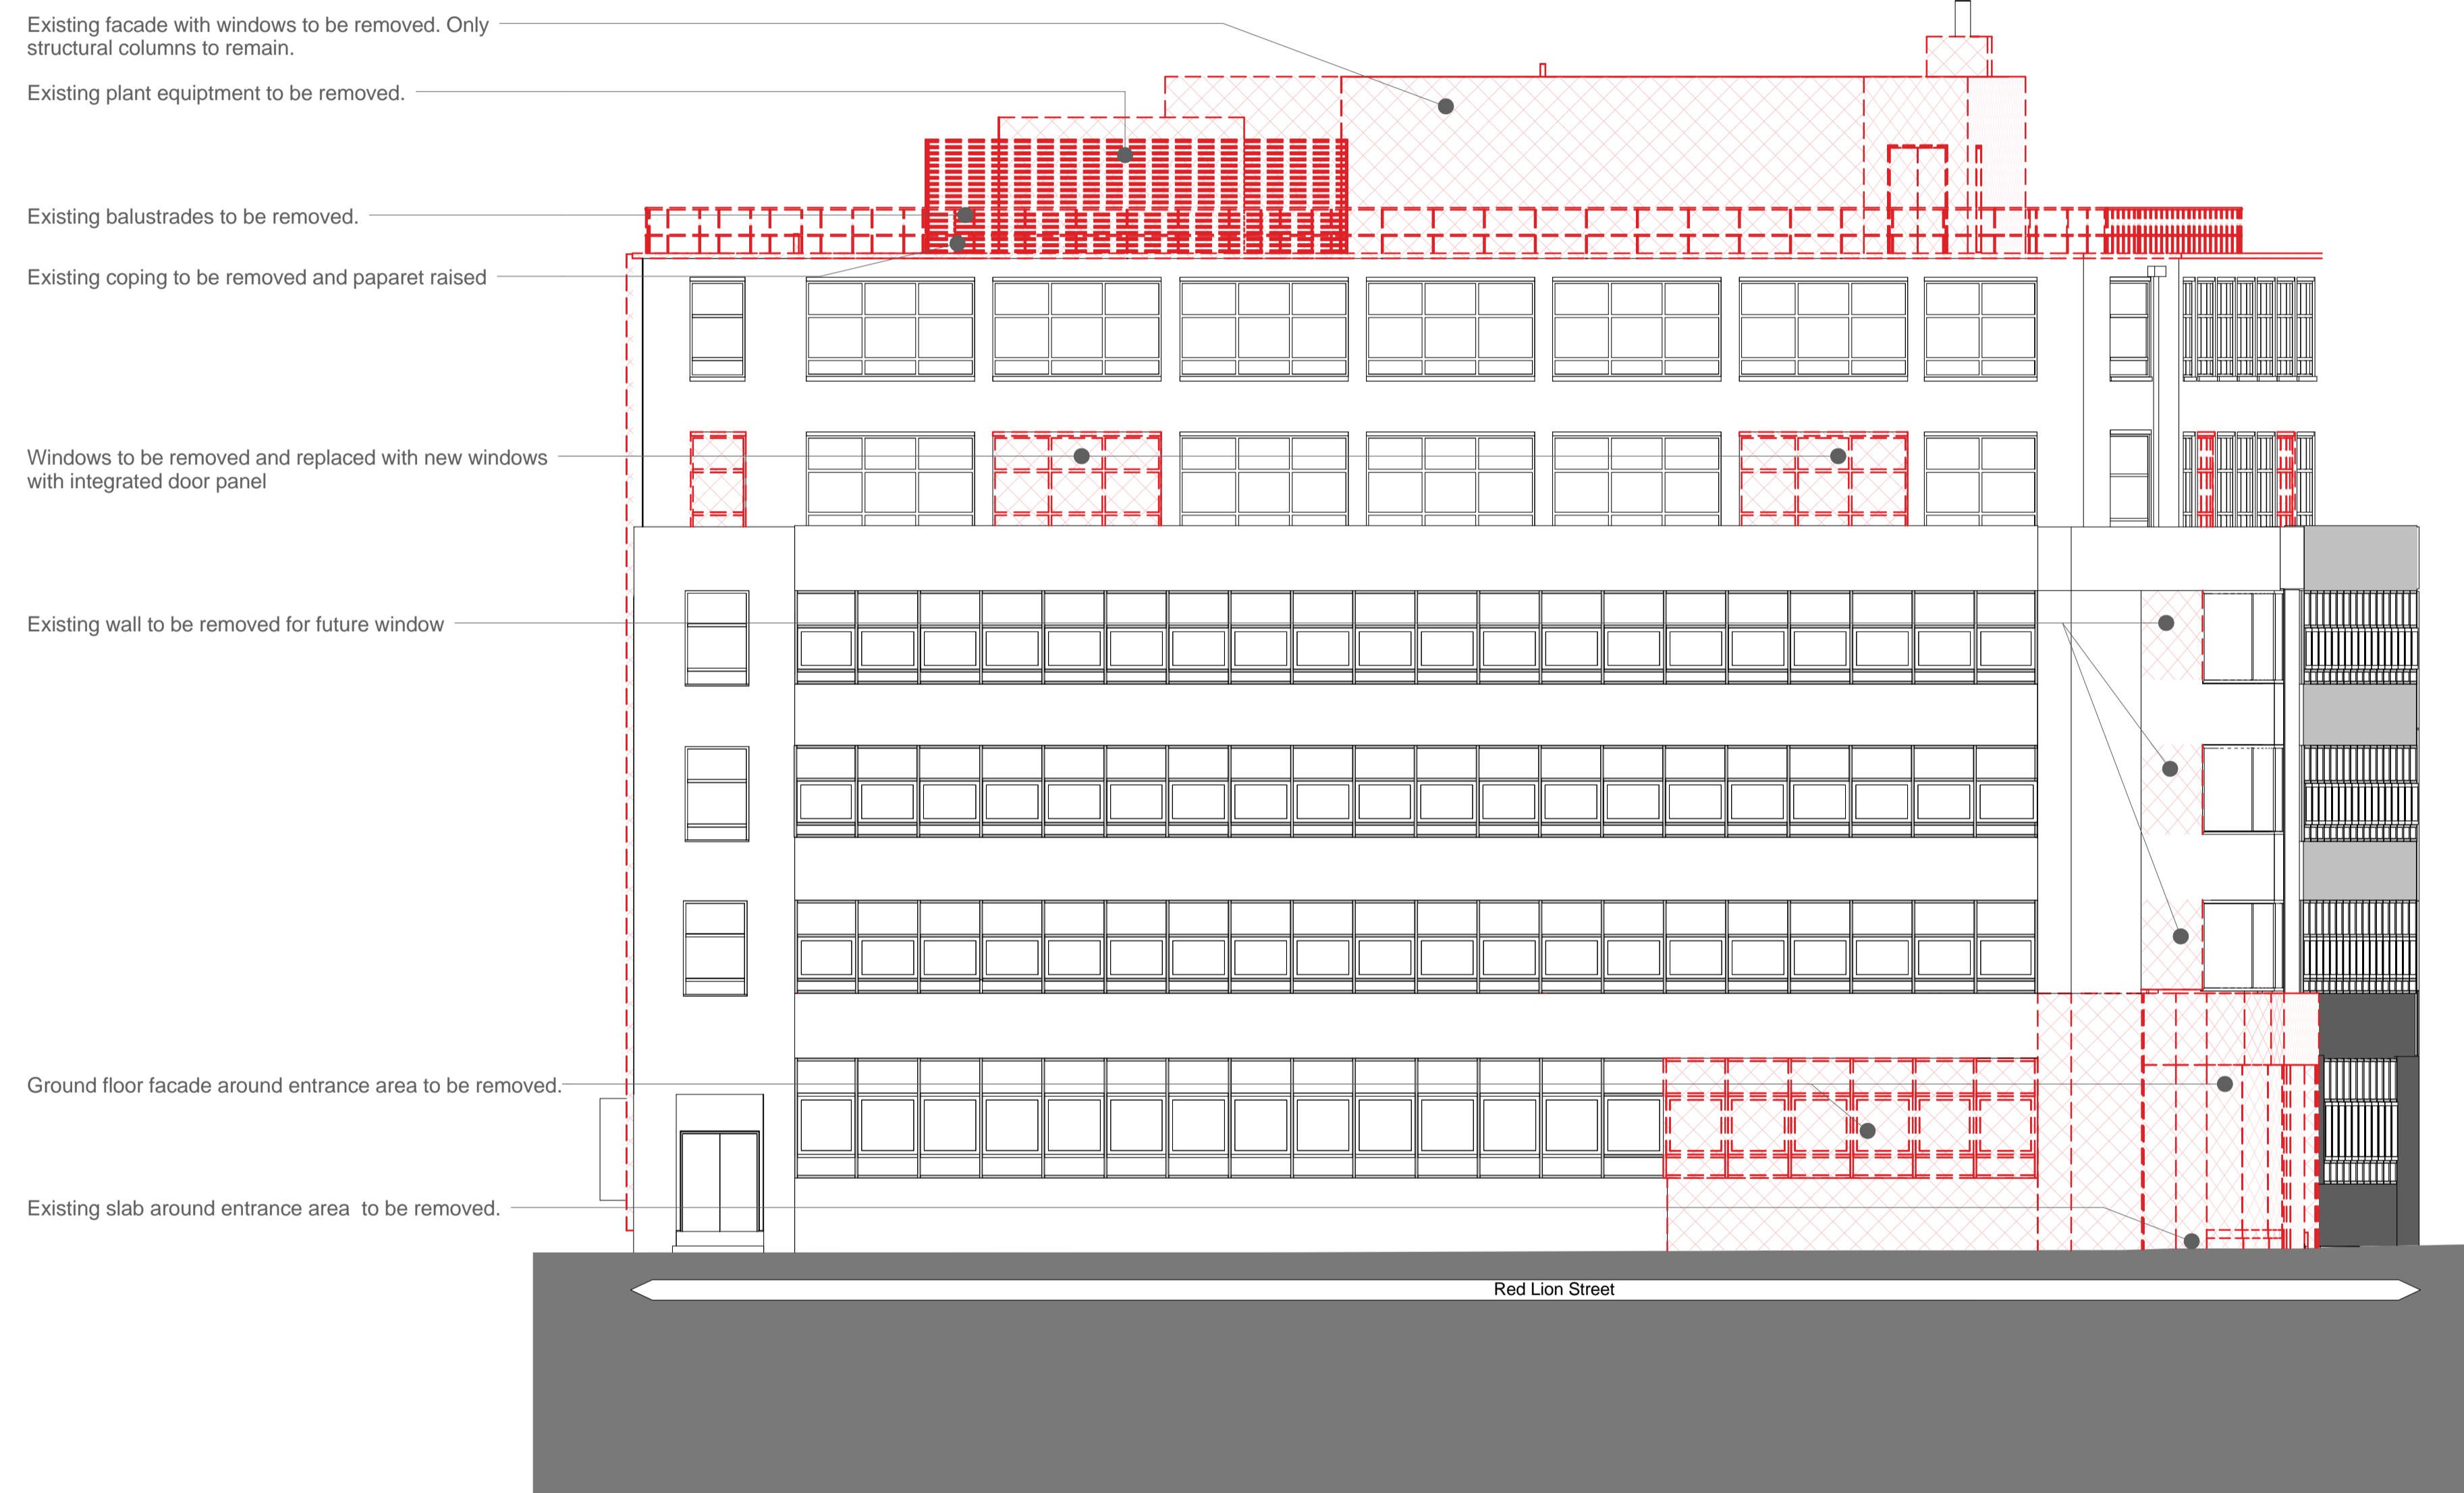 Existing facade with windows to be removed. Only
structural columns to remain.
Existing plant equiptment to be removed.
Existing balustrades to be removed.
Existing coping to be removed and paparet raised
Windows to be removed and replaced with new windows
with integrated door panel
Existing wall to be removed for future window
Ground floor facade around entrance area to be removed.
Existing slab around entrance area  to be removed.
Red Lion Street